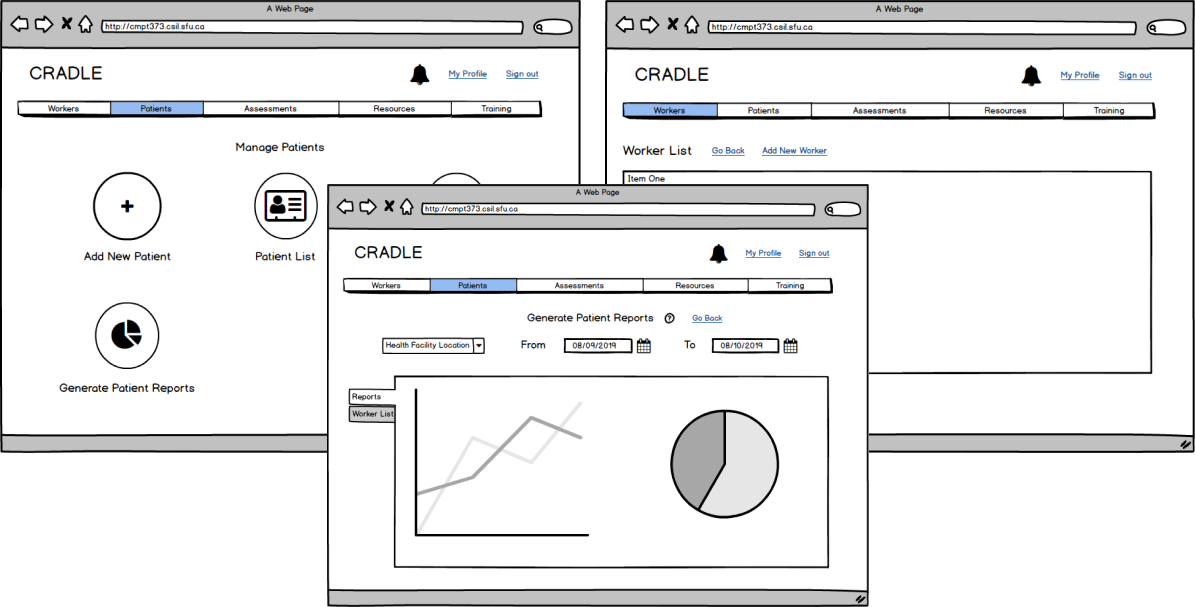 A Web Page
http://cmpt373.csil.sfu.ca
CRADLE
My Profile Sign out
Workers Patients Assessments Resources Training
Manage Patients
Add New Patient
Patient List
Generate Patient Reports
A Web Page
http://cmpt373.csil.sfu.ca
CRADLE
My Profile Sign out
Workers Patients Assessments Resources Training
Worker List Go Back Add New Worker
Item One
A Web Page
http://cmpt373.csil.sfu.ca
CRADLE
My Profile Sign out
Workers Patients Assessments Resources Training
Generate Patient Reports ? Go Back
Health Facility Location From 08/09/2019 To 08/10/2019
Reports
Worker List